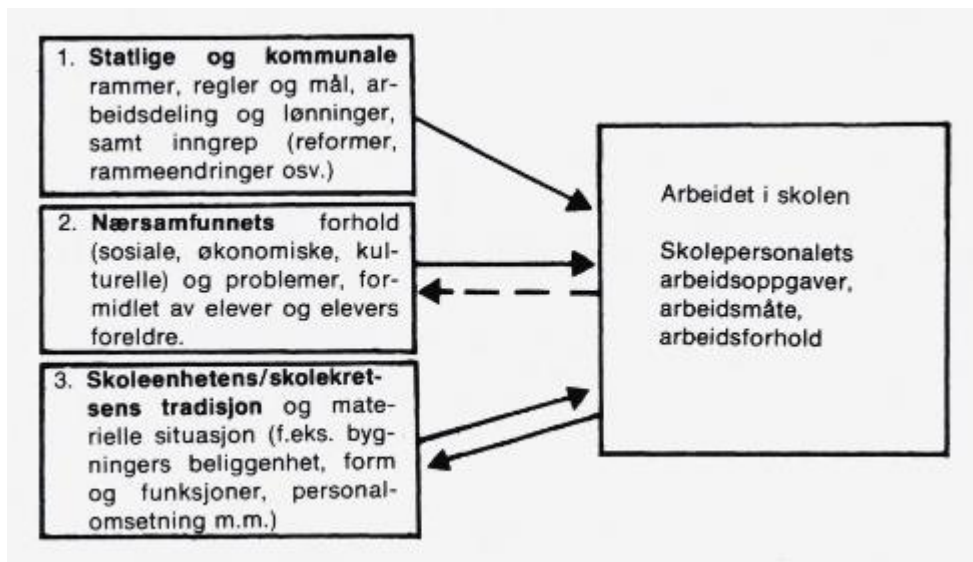 1. Statlige og kommunale
rammer, regler og mål, ar-
beidsdeling og lønninger,
samt inngrep (reformer,
rammeendringer osv.)
2. Nærsamfunnets forhold
(sosiale, økonomiske, kul-
turelle) og problemer, for-
midlet av elever og elevers
foreldre.
3. Skoleenhetens/skolekret-
sens tradisjon og mate-
rielle situasjon (f.eks. byg-
ningers beliggenhet, form
og funksjoner, personal-
omsetning m.m.)
Arbeidet i skolen
Skolepersonalets
arbeidsoppgaver,
arbeidsmåte,
arbeidsforhold